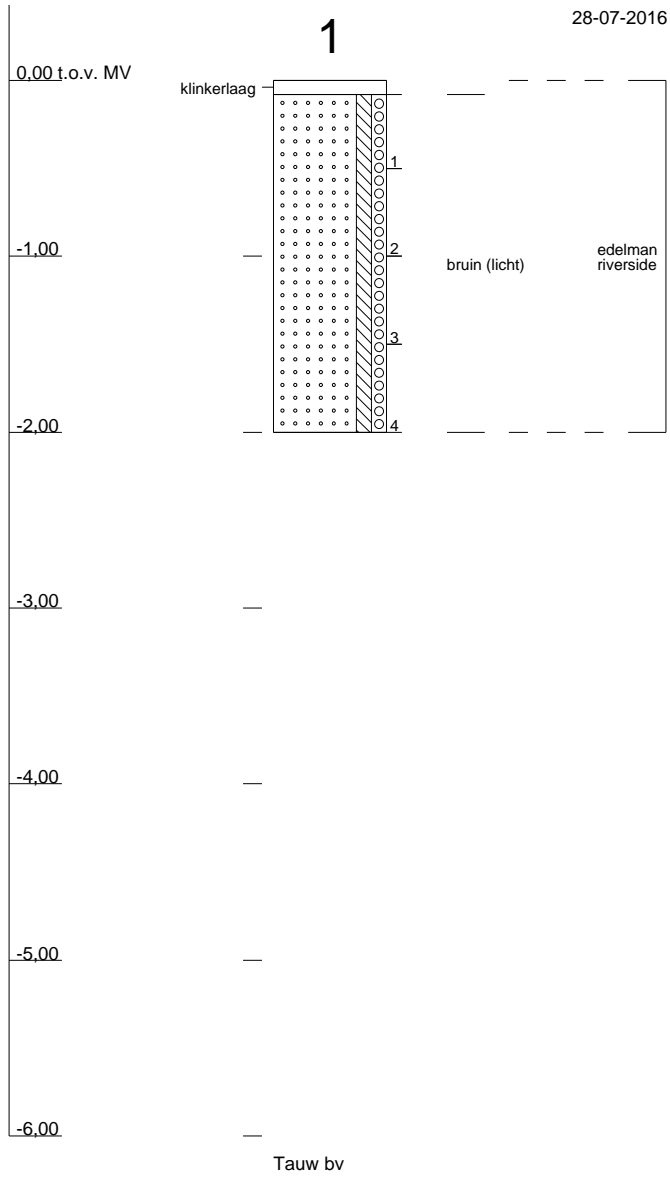 28-07-2016
1
0,00 t.o.v. MV
klinkerlaag
1
-1,00
2
bruin (licht)
edelman
riverside
3
-2,00
4
-3,00
-4,00
-5,00
-6,00
Tauw bv